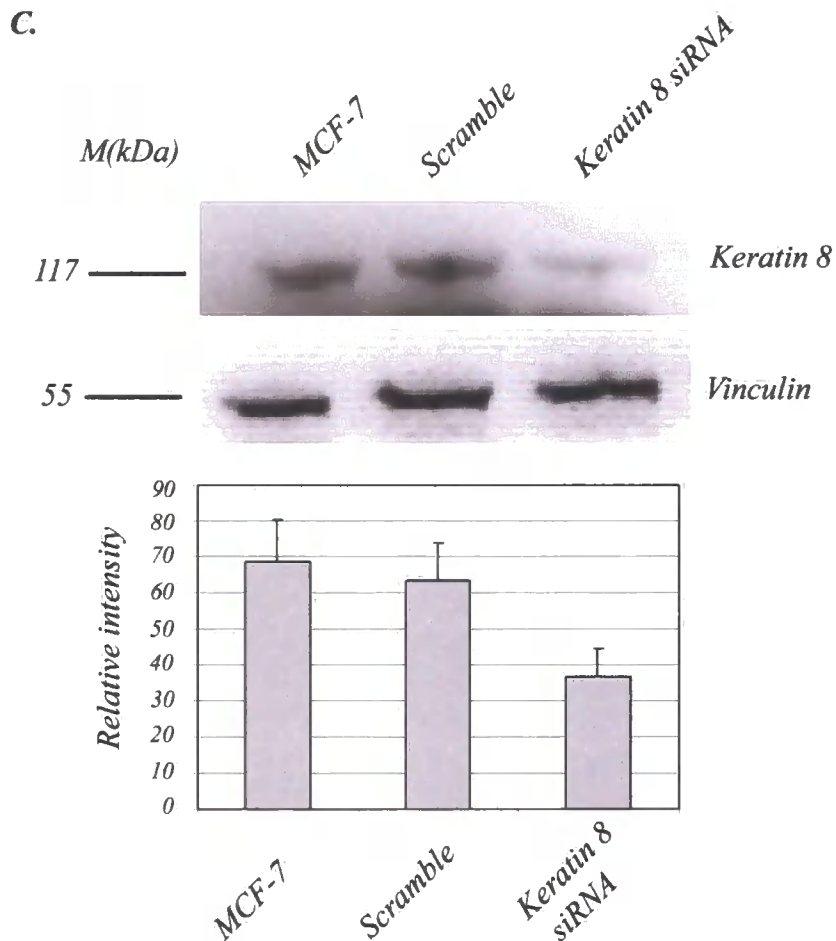 C.
M(kDa)
MCF-7
Scramble
Keratin 8 siRNA
117
Keratin 8
55
Vinculin
90
80
70
60
50
40
30
20
10
0
Relative intensity
MCF-7
Scramble
Keratin 8
siRNA